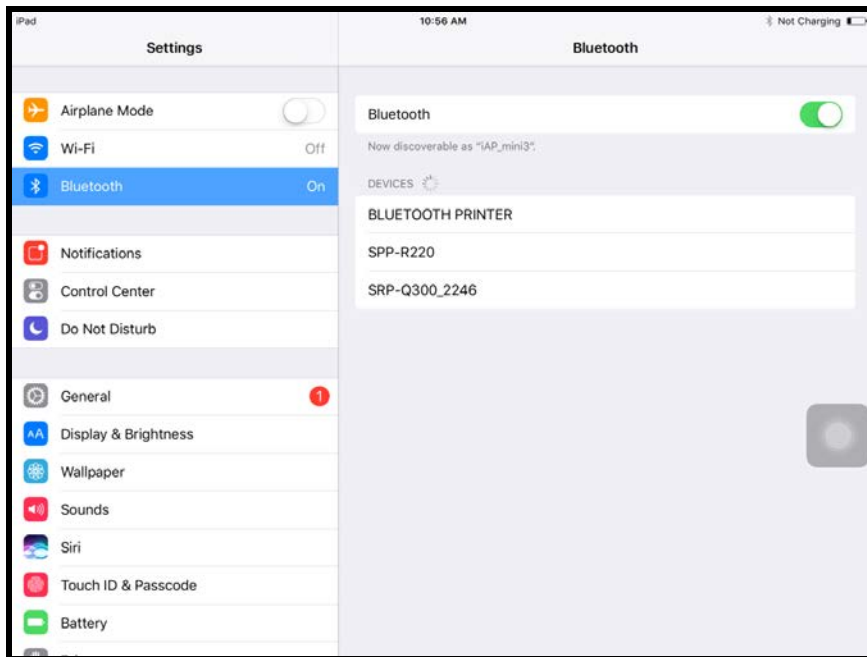 iPad 10:56 AM Not Charging
Settings
Bluetooth
Airplane Mode
Wi-Fi Off
Bluetooth On
Notifications
Control Center
Do Not Disturb
General 1
AA Display & Brightness
Wallpaper
Sounds
Siri
Touch ID & Passcode
Battery
Bluetooth
Now discoverable as "iAP_mini3".
DEVICES
BLUETOOTH PRINTER
SPP-R220
SRP-Q300_2246